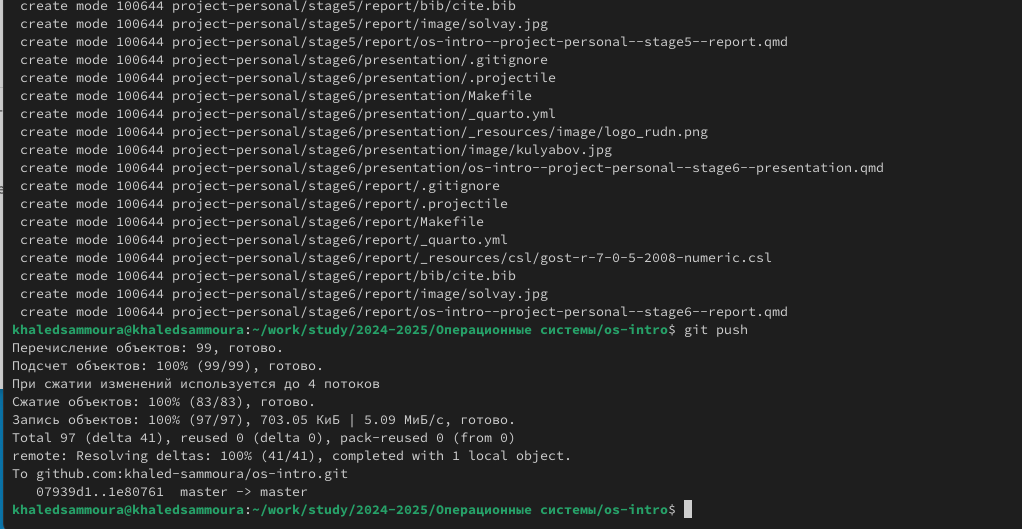 create mode 100644 project-personal/stage5/report/bib/cite.bib
create mode 100644 project-personal/stage5/report/image/solvay.jpg
create mode 100644 project-personal/stage5/report/os-intro--project-personal--stage5--report.qmd
create mode 100644 project-personal/stage6/presentation/.gitignore
create mode 100644 project-personal/stage6/presentation/.projectile
create mode 100644 project-personal/stage6/presentation/Makefile
create mode 100644 project-personal/stage6/presentation/_quarto.yml
create mode 100644 project-personal/stage6/presentation/_resources/image/logo_rudn.png
create mode 100644 project-personal/stage6/presentation/image/kulyabov.jpg
create mode 100644 project-personal/stage6/presentation/os-intro--project-personal--stage6--presentation.qmd
create mode 100644 project-personal/stage6/report/.gitignore
create mode 100644 project-personal/stage6/report/.projectile
create mode 100644 project-personal/stage6/report/Makefile
create mode 100644 project-personal/stage6/report/_quarto.yml
create mode 100644 project-personal/stage6/report/_resources/csl/gost-r-7-0-5-2008-numeric.csl
create mode 100644 project-personal/stage6/report/bib/cite.bib
create mode 100644 project-personal/stage6/report/image/solvay.jpg
create mode 100644 project-personal/stage6/report/os-intro--project-personal--stage6--report.qmd
khaledsammoura@khaledsammoura:~/work/study/2024-2025/Операционные системы/os-intro$ git push
Перечисление объектов: 99, готово.
Подсчет объектов: 100% (99/99), готово.
При сжатии изменений используется до 4 потоков
Сжатие объектов: 100% (83/83), готово.
Запись объектов: 100% (97/97), 703.05 КиБ | 5.09 МиБ/с, готово.
Total 97 (delta 41), reused 0 (delta 0), pack-reused 0 (from 0)
remote: Resolving deltas: 100% (41/41), completed with 1 local object.
To github.com:khaled-sammoura/os-intro.git
07939d1..1e80761  master -> master
khaledsammoura@khaledsammoura:~/work/study/2024-2025/Операционные системы/os-intro$